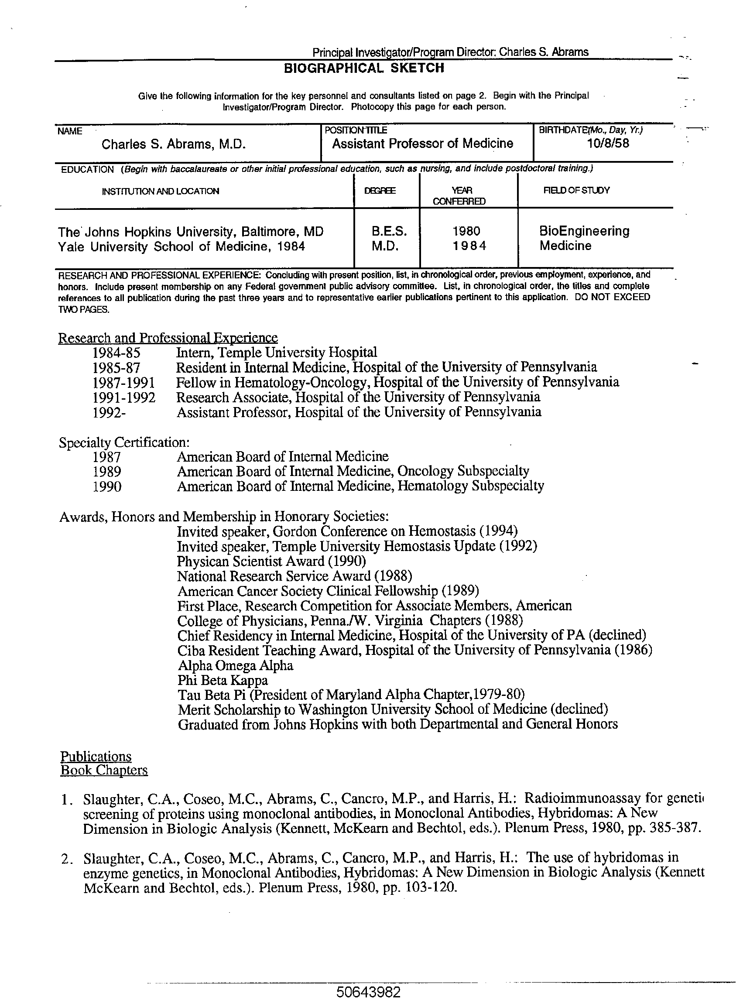 Principal Investigator/Program Director: Charles S. Abrams
BIOGRAPHICAL SKETCH
Give the following information for the key personnel and consultants listed on page 2. Begin with the Principal
Investigator/Program Director. Photocopy this page for each person.
NAME POSITION TITLE BIRTHDATE(Mo., Day, Yr.)
Charles S. Abrams, M.D. Assistant Professor of Medicine 10/8/58
EDUCATION (Begin with baccalaureate or other initial professional education, such as nursing, and include postdoctoral training.)
INSTITUTION AND LOCATION DEGREE YEAR CONFERRED FIELD OF STUDY
The Johns Hopkins University, Baltimore, MD B.E.S. 1980 BioEngineering
Yale University School of Medicine, 1984 M.D. 1984 Medicine
RESEARCH AND PROFESSIONAL EXPERIENCE: Concluding with present position, list, in chronological order, previous employment, experience, and
honors. Include present membership on any Federal government public advisory committee. List, in chronological order, the titles and complete
references to all publication during the past three years and to representative earlier publications pertinent to this application. DO NOT EXCEED
TWO PAGES.
Research and Professional Experience
1984-85 Intern, Temple University Hospital
1985-87 Resident in Internal Medicine, Hospital of the University of Pennsylvania
1987-1991 Fellow in Hematology-Oncology, Hospital of the University of Pennsylvania
1991-1992 Research Associate, Hospital of the University of Pennsylvania
1992- Assistant Professor, Hospital of the University of Pennsylvania
Specialty Certification:
1987 American Board of Internal Medicine
1989 American Board of Internal Medicine, Oncology Subspecialty
1990 American Board of Internal Medicine, Hematology Subspecialty
Awards, Honors and Membership in Honorary Societies:
Invited speaker, Gordon Conference on Hemostasis (1994)
Invited speaker, Temple University Hemostasis Update (1992)
Physican Scientist Award (1990)
National Research Service Award (1988)
American Cancer Society Clinical Fellowship (1989)
First Place, Research Competition for Associate Members, American
College of Physicians, Penna./W. Virginia Chapters (1988)
Chief Residency in Internal Medicine, Hospital of the University of PA (declined)
Ciba Resident Teaching Award, Hospital of the University of Pennsylvania (1986)
Alpha Omega Alpha
Phi Beta Kappa
Tau Beta Pi (President of Maryland Alpha Chapter,1979-80)
Merit Scholarship to Washington University School of Medicine (declined)
Graduated from Johns Hopkins with both Departmental and General Honors
Publications
Book Chapters
1. Slaughter, C.A., Coseo, M.C., Abrams, C., Cancro, M.P., and Harris, H.: Radioimmunoassay for geneti
screening of proteins using monoclonal antibodies, in Monoclonal Antibodies, Hybridomas: A New
Dimension in Biologic Analysis (Kennett, McKearn and Bechtol, eds.). Plenum Press, 1980, pp. 385-387.
2. Slaughter, C.A., Coseo, M.C., Abrams, C., Cancro, M.P., and Harris, H.: The use of hybridomas in
enzyme genetics, in Monoclonal Antibodies, Hybridomas: A New Dimension in Biologic Analysis (Kennett
McKearn and Bechtol, eds.). Plenum Press, 1980, pp. 103-120.
50643982